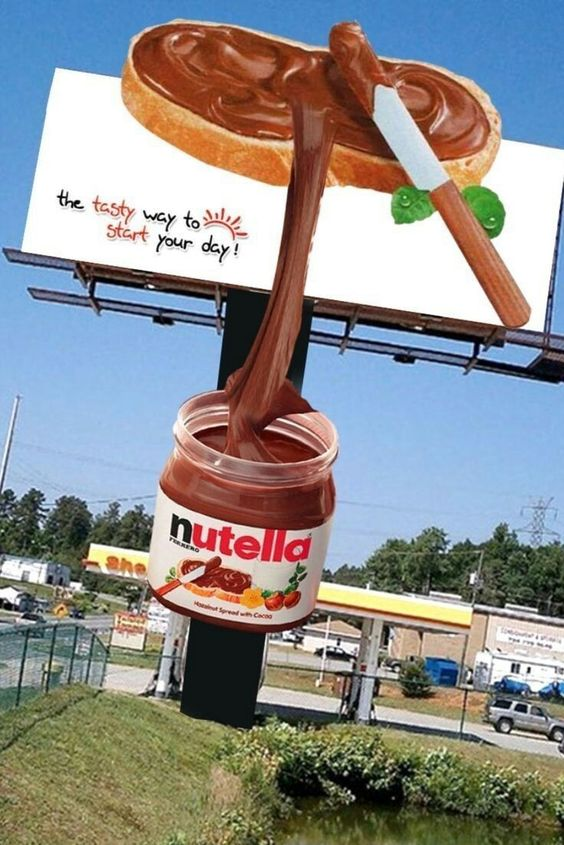 the tasty way to
start your day!
nutella
FERRERO
Hazelnut Spread with Cocoa